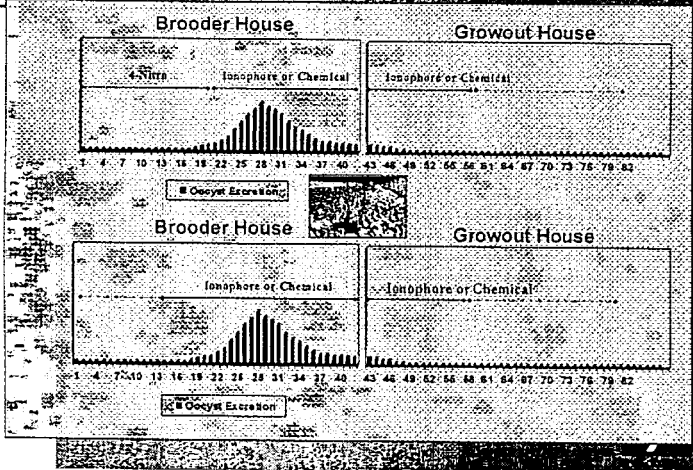 Brooder House Growout House
4-Nitro Ionophore or Chemical Ionophore or Chemical
1 4 7 10 13 16 19 22 25 28 31 34 37 40 43 46 49 52 55 58 61 64 67 70 73 76 79 82
Oocyst Excretion
Brooder House Growout House
Ionophore or Chemical Ionophore or Chemical
1 4 7 10 13 16 19 22 25 28 31 34 37 40 43 46 49 52 55 58 61 64 67 70 73 76 79 82
Oocyst Excretion